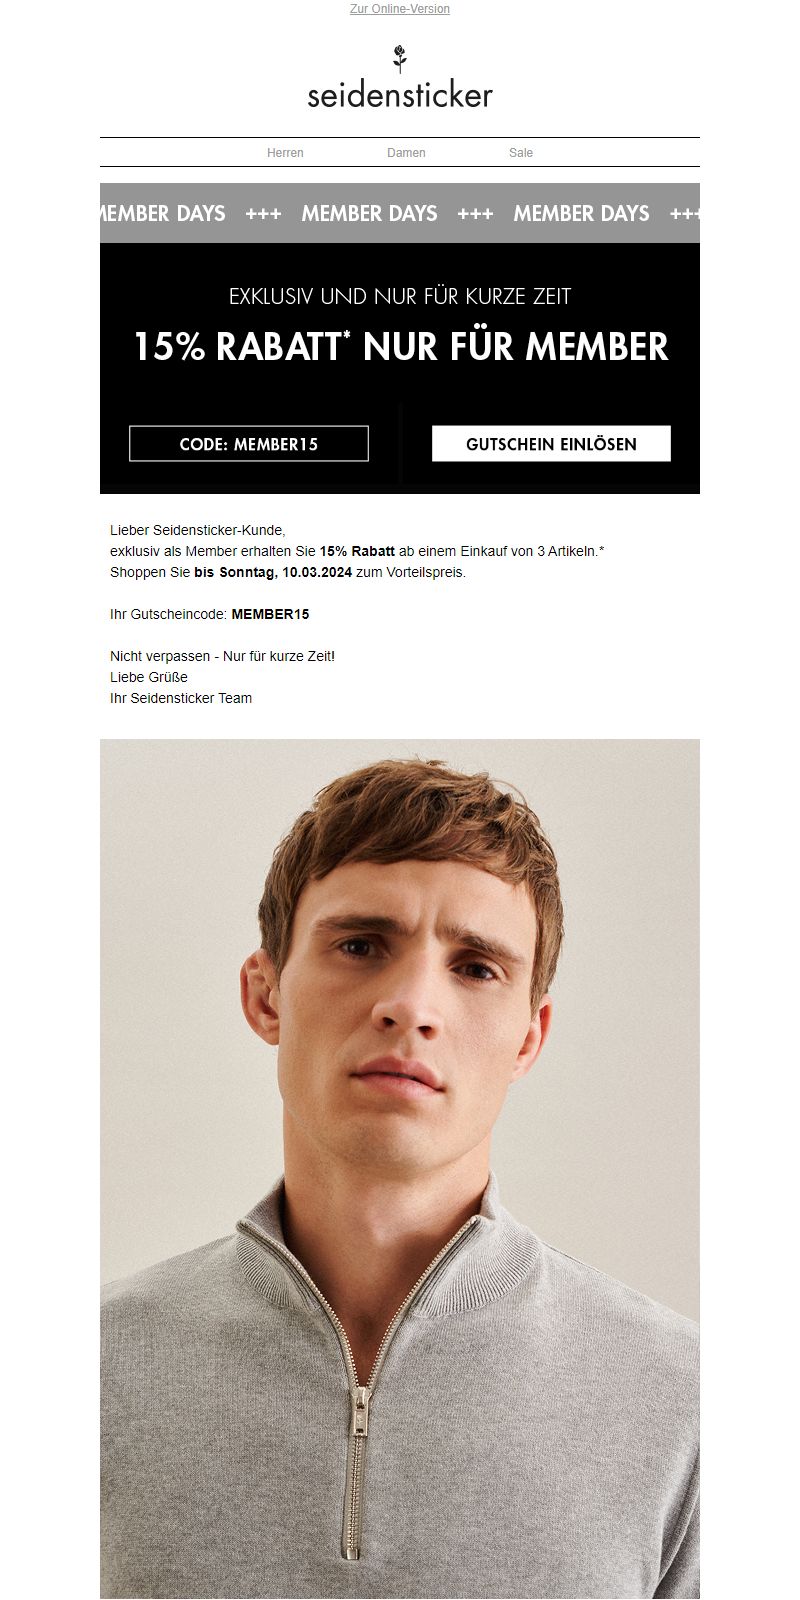 Zur Online-Version
seidensticker
Herren Damen Sale
MEMBER DAYS +++ MEMBER DAYS +++ MEMBER DAYS +++
EXKLUSIV UND NUR FÜR KURZE ZEIT
15% RABATT* NUR FÜR MEMBER
CODE: MEMBER15 GUTSCHEIN EINLÖSEN
Lieber Seidensticker-Kunde,
exklusiv als Member erhalten Sie 15% Rabatt ab einem Einkauf von 3 Artikeln.*
Shoppen Sie bis Sonntag, 10.03.2024 zum Vorteilspreis.
Ihr Gutscheincode: MEMBER15
Nicht verpassen - Nur für kurze Zeit!
Liebe Grüße
Ihr Seidensticker Team